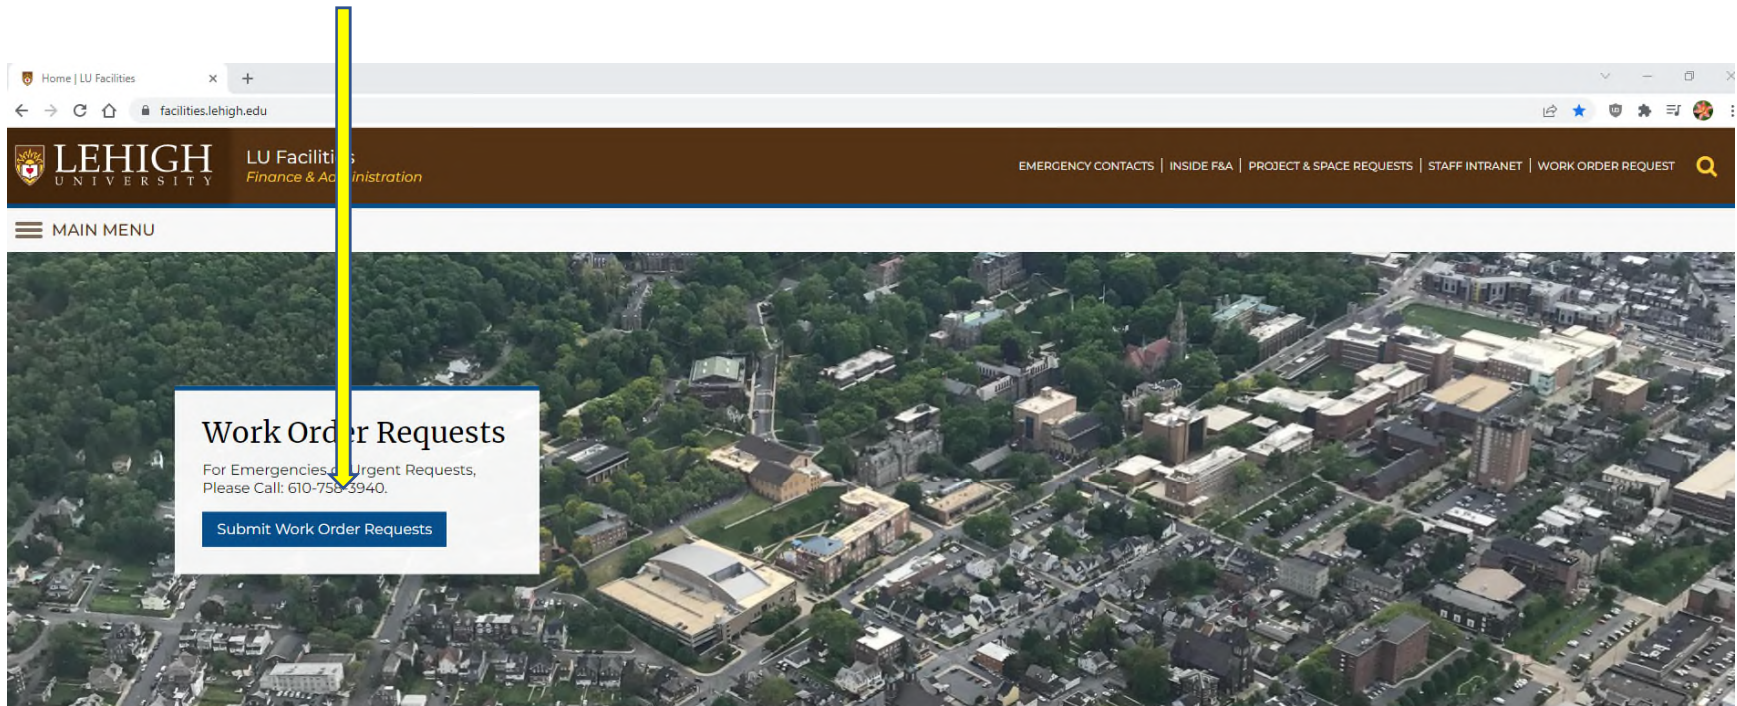 Home | LU Facilities
facilities.lehigh.edu
LEHIGH
UNIVERSITY
LU Faciliti s
Finance & Ad inistration
EMERGENCY CONTACTS | INSIDE F&A | PROJECT & SPACE REQUESTS | STAFF INTRANET | WORK ORDER REQUEST
MAIN MENU
Work Order Requests
For Emergencies Urgent Requests,
Please Call: 610-758-3940.
Submit Work Order Requests